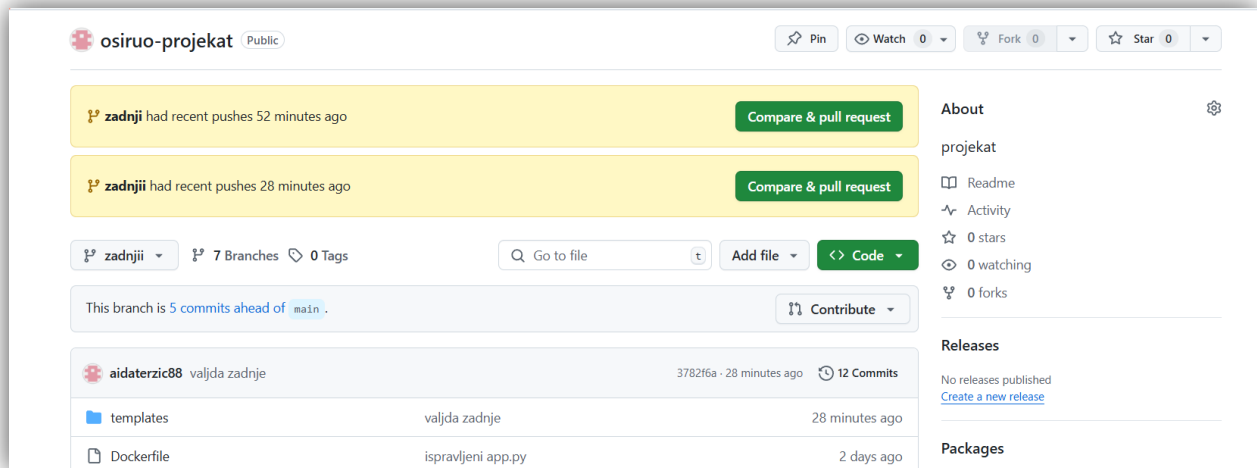 osiruo-projekat Public
Pin
Watch 0
Fork 0
Star 0
zadnji had recent pushes 52 minutes ago
Compare & pull request
zadnjii had recent pushes 28 minutes ago
Compare & pull request
zadnjii 7 Branches 0 Tags
Go to file t
Add file
<> Code
This branch is 5 commits ahead of main .
Contribute
aidaterzic88 valjda zadnje 3782f6a · 28 minutes ago 12 Commits
templates valjda zadnje 28 minutes ago
Dockerfile ispravljeni app.py 2 days ago
About
projekat
Readme
Activity
0 stars
0 watching
0 forks
Releases
No releases published
Create a new release
Packages